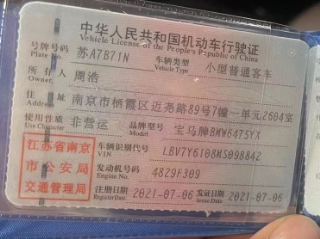 中华人民共和国机动车行驶证
Vehicle License of the People's Republic of China
号牌号码 苏A7B71N 车辆类型 小型普通客车
Plate No. Vehicle Type
所有人 周浩
Owner
住址 南京市栖霞区迈尧路89号7幢一单元2604室
Address
使用性质 非营运 品牌型号 宝马牌BMW6475YX
Use Character Model
江苏省南京市公安局交通管理局
车辆识别代号 LBV7Y6108MS098842
VIN
发动机号码 4829F309
Engine No.
注册日期 2021-07-06 发证日期 2021-07-06
Register Date Issue Date